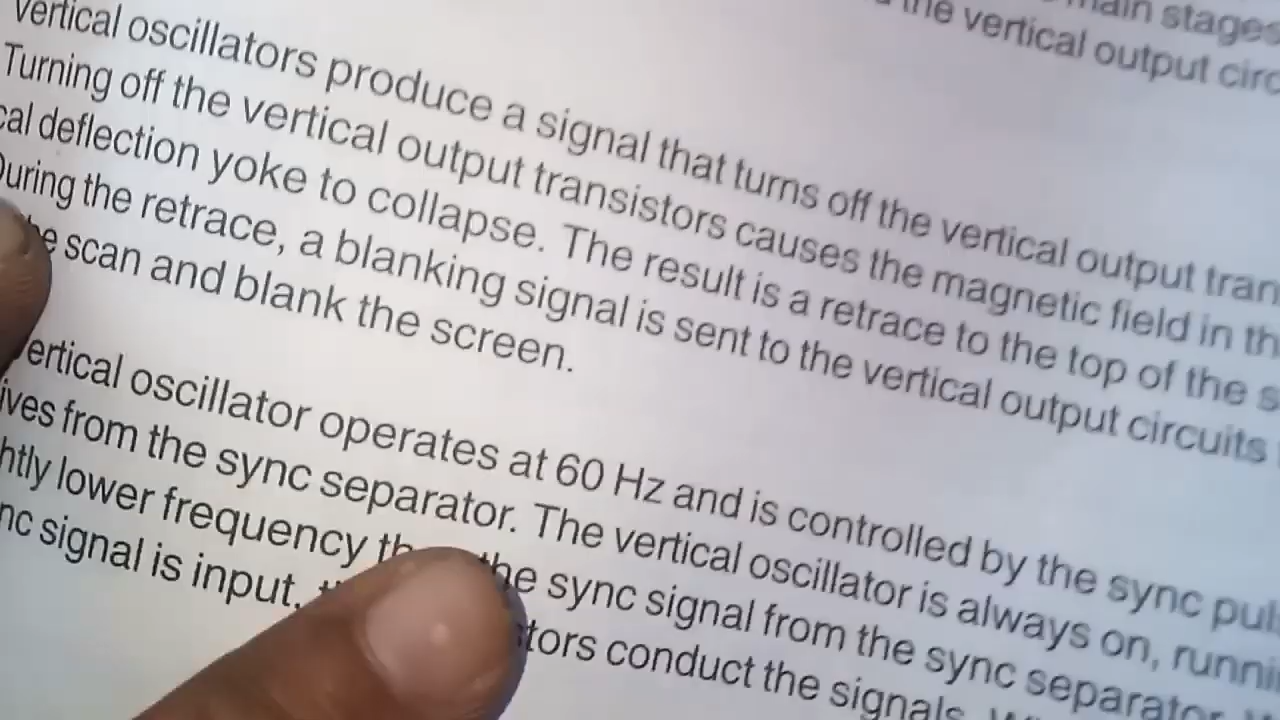 main stages
the vertical output circ
vertical oscillators produce a signal that turns off the vertical output tran
Turning off the vertical output transistors causes the magnetic field in th
cal deflection yoke to collapse. The result is a retrace to the top of the s
During the retrace, a blanking signal is sent to the vertical output circuits
the scan and blank the screen.
ertical oscillator operates at 60 Hz and is controlled by the sync pul
ives from the sync separator. The vertical oscillator is always on, runni
htly lower frequency the sync signal from the sync separator.
nc signal is input, stors conduct the signals.